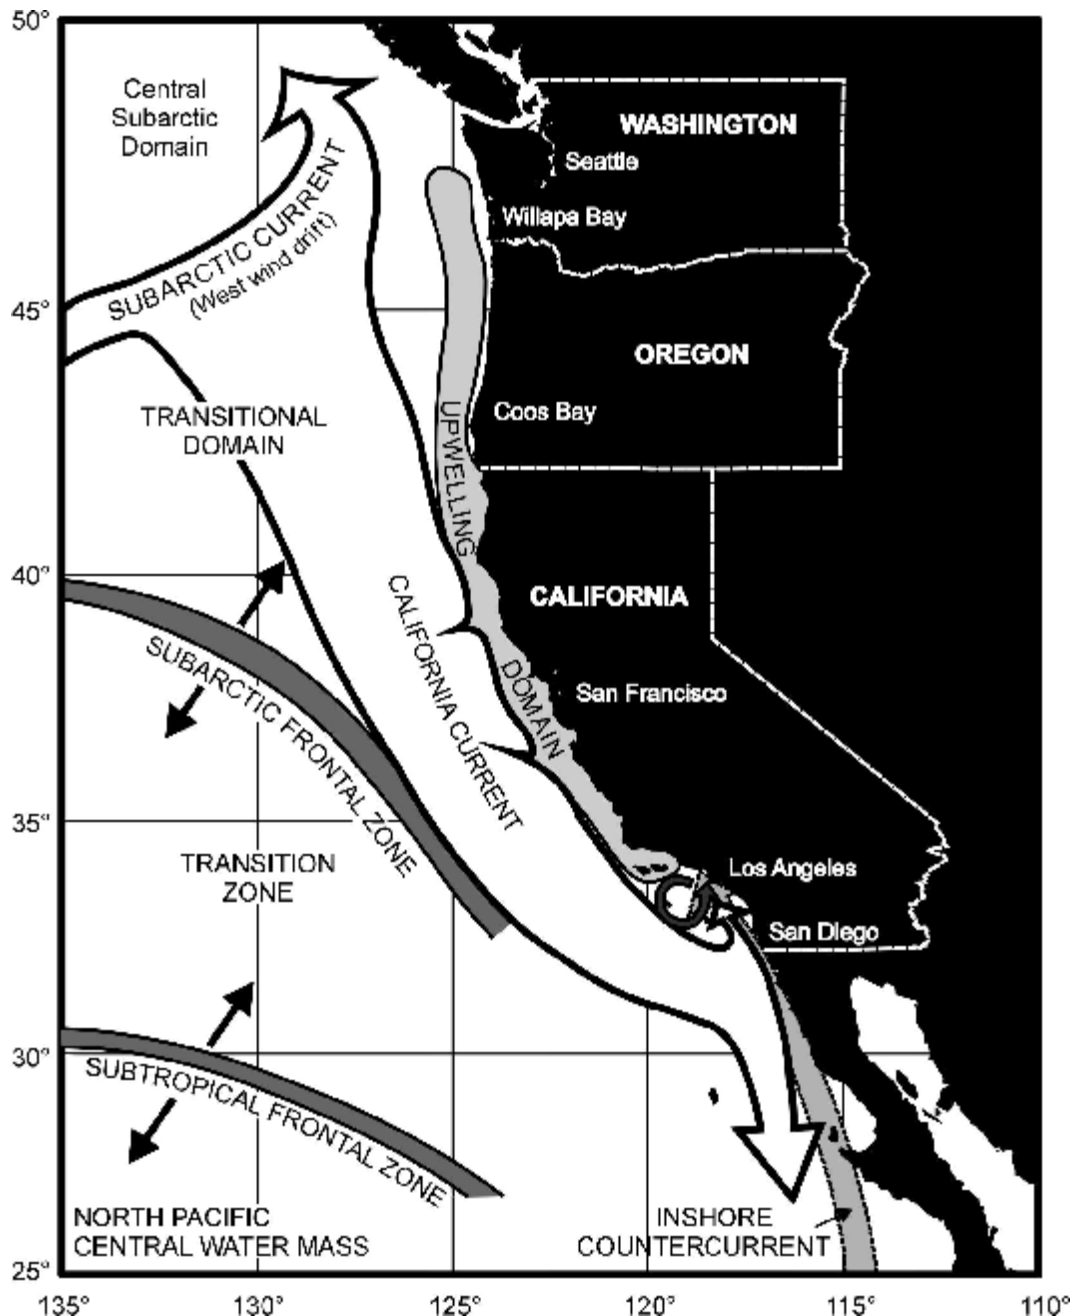 50°
Central
Subarctic
Domain
WASHINGTON
Seattle
Willapa Bay
SUBARCTIC CURRENT
(West wind drift)
45°
OREGON
Coos Bay
TRANSITIONAL
DOMAIN
UPWELLING
DOMAIN
40°
CALIFORNIA
CALIFORNIA CURRENT
SUBARCTIC FRONTAL ZONE
San Francisco
35°
TRANSITION
ZONE
Los Angeles
San Diego
30°
SUBTROPICAL FRONTAL ZONE
NORTH PACIFIC
CENTRAL WATER MASS
INSHORE
COUNTERCURRENT
25°
135°
130°
125°
120°
115°
110°